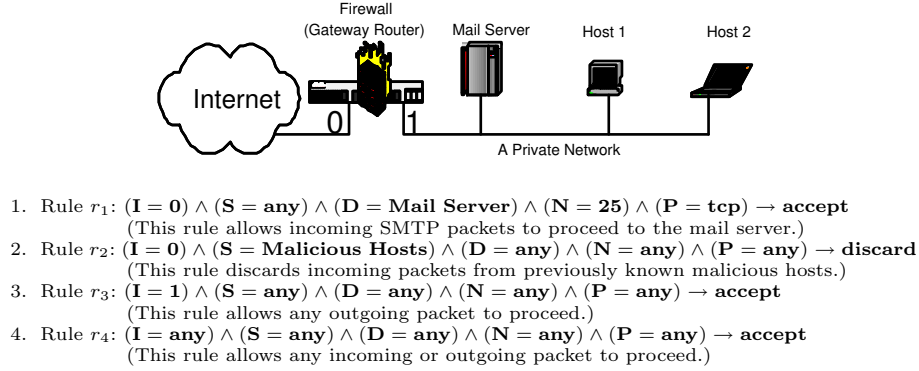 Firewall
(Gateway Router) Mail Server Host 1 Host 2
Internet
0 1
A Private Network
1. Rule r₁: (I = 0) ∧ (S = any) ∧ (D = Mail Server) ∧ (N = 25) ∧ (P = tcp) → accept
(This rule allows incoming SMTP packets to proceed to the mail server.)
2. Rule r₂: (I = 0) ∧ (S = Malicious Hosts) ∧ (D = any) ∧ (N = any) ∧ (P = any) → discard
(This rule discards incoming packets from previously known malicious hosts.)
3. Rule r₃: (I = 1) ∧ (S = any) ∧ (D = any) ∧ (N = any) ∧ (P = any) → accept
(This rule allows any outgoing packet to proceed.)
4. Rule r₄: (I = any) ∧ (S = any) ∧ (D = any) ∧ (N = any) ∧ (P = any) → accept
(This rule allows any incoming or outgoing packet to proceed.)